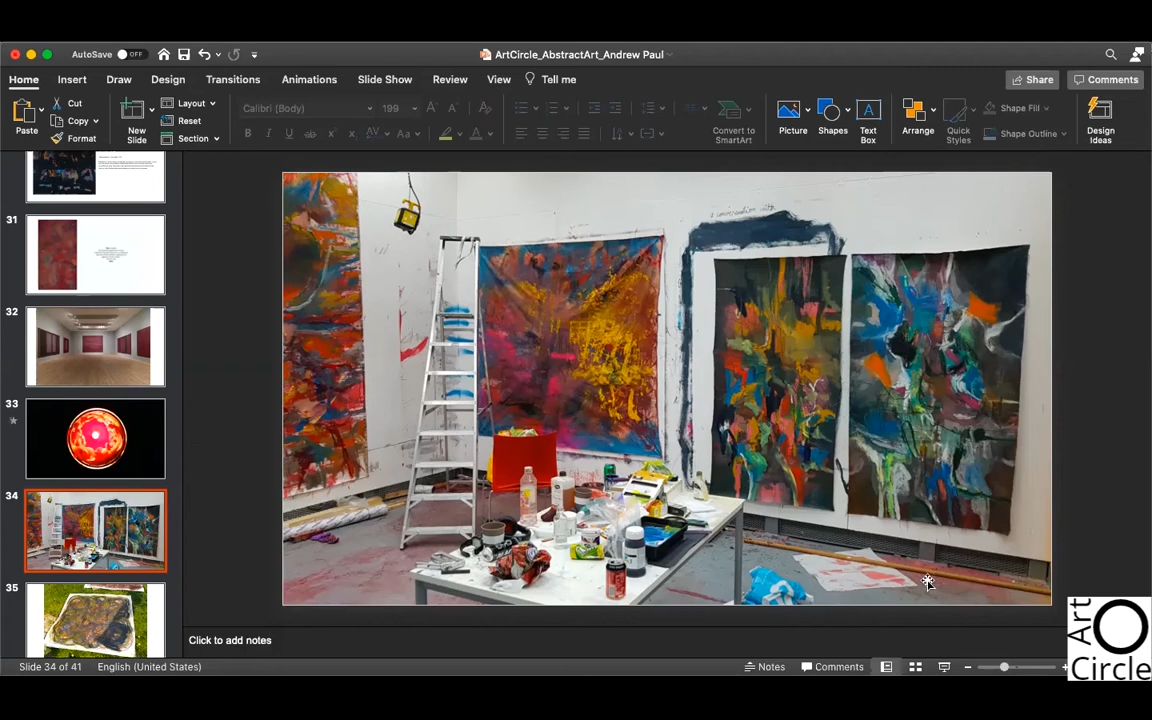 AutoSave OFF
ArtCircle_AbstractArt_Andrew Paul
Home Insert Draw Design Transitions Animations Slide Show Review View Tell me
Share Comments
Paste
Cut
Copy
Format
New Slide
Layout
Reset
Section
Calibri (Body) 199
Convert to SmartArt
Picture
Shapes
Text Box
Arrange
Quick Styles
Shape Fill
Shape Outline
Design Ideas
31
32
33
34
35
a conversation with
Click to add notes
Slide 34 of 41 English (United States)
Notes Comments
Art
Circle